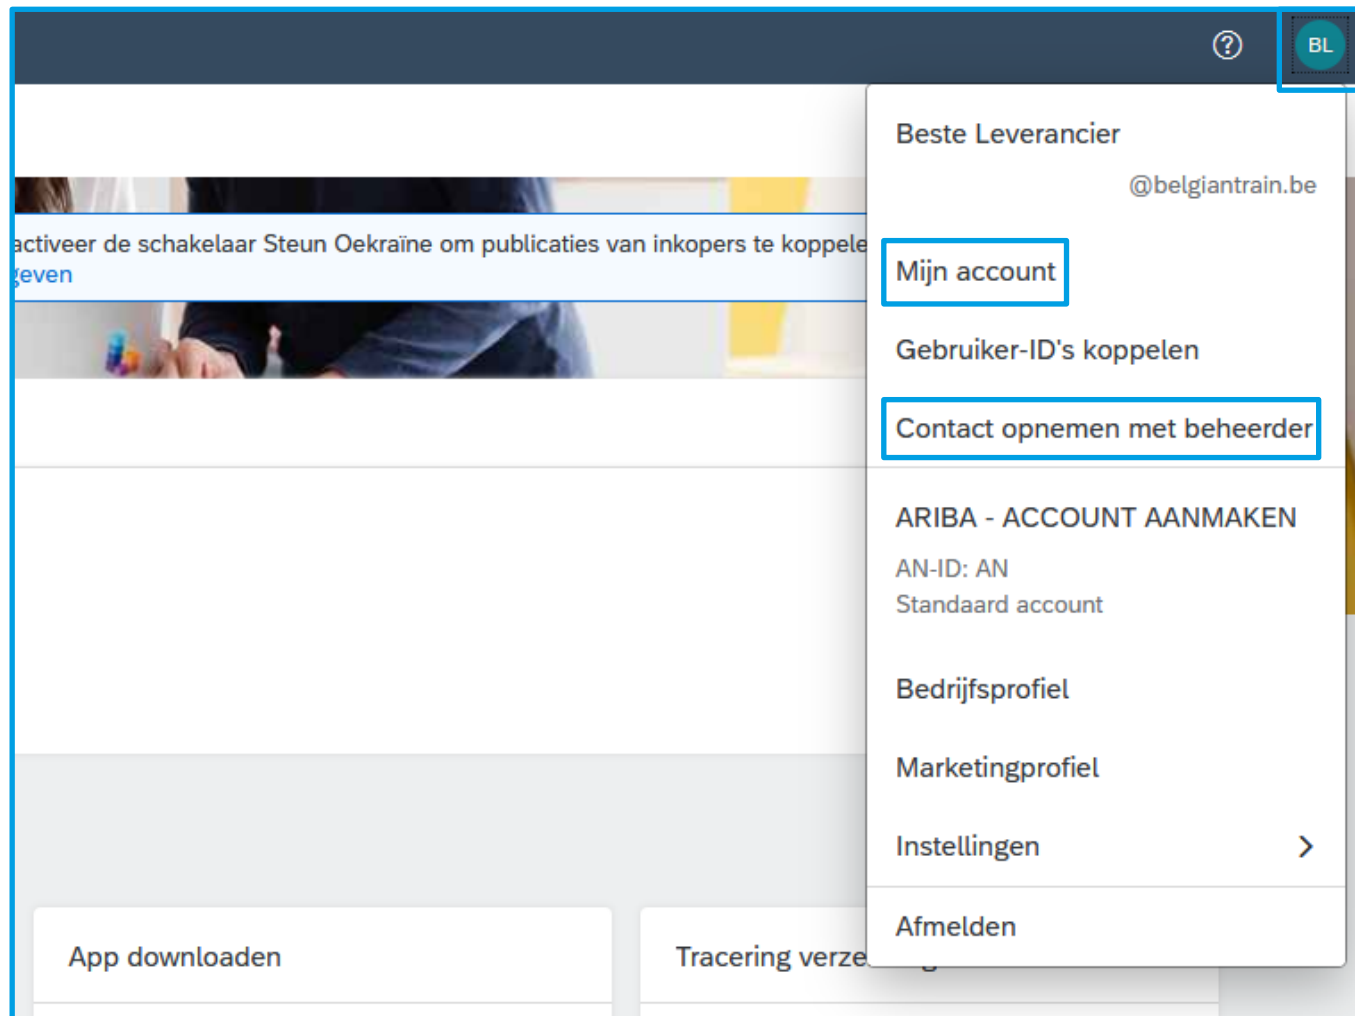 BL
Beste Leverancier
@belgiantrain.be
activeer de schakelaar Steun Oekraïne om publicaties van inkopers te koppele
geven
Mijn account
Gebruiker-ID's koppelen
Contact opnemen met beheerder
ARIBA - ACCOUNT AANMAKEN
AN-ID: AN
Standaard account
Bedrijfsprofiel
Marketingprofiel
Instellingen
Afmelden
App downloaden
Tracering verze